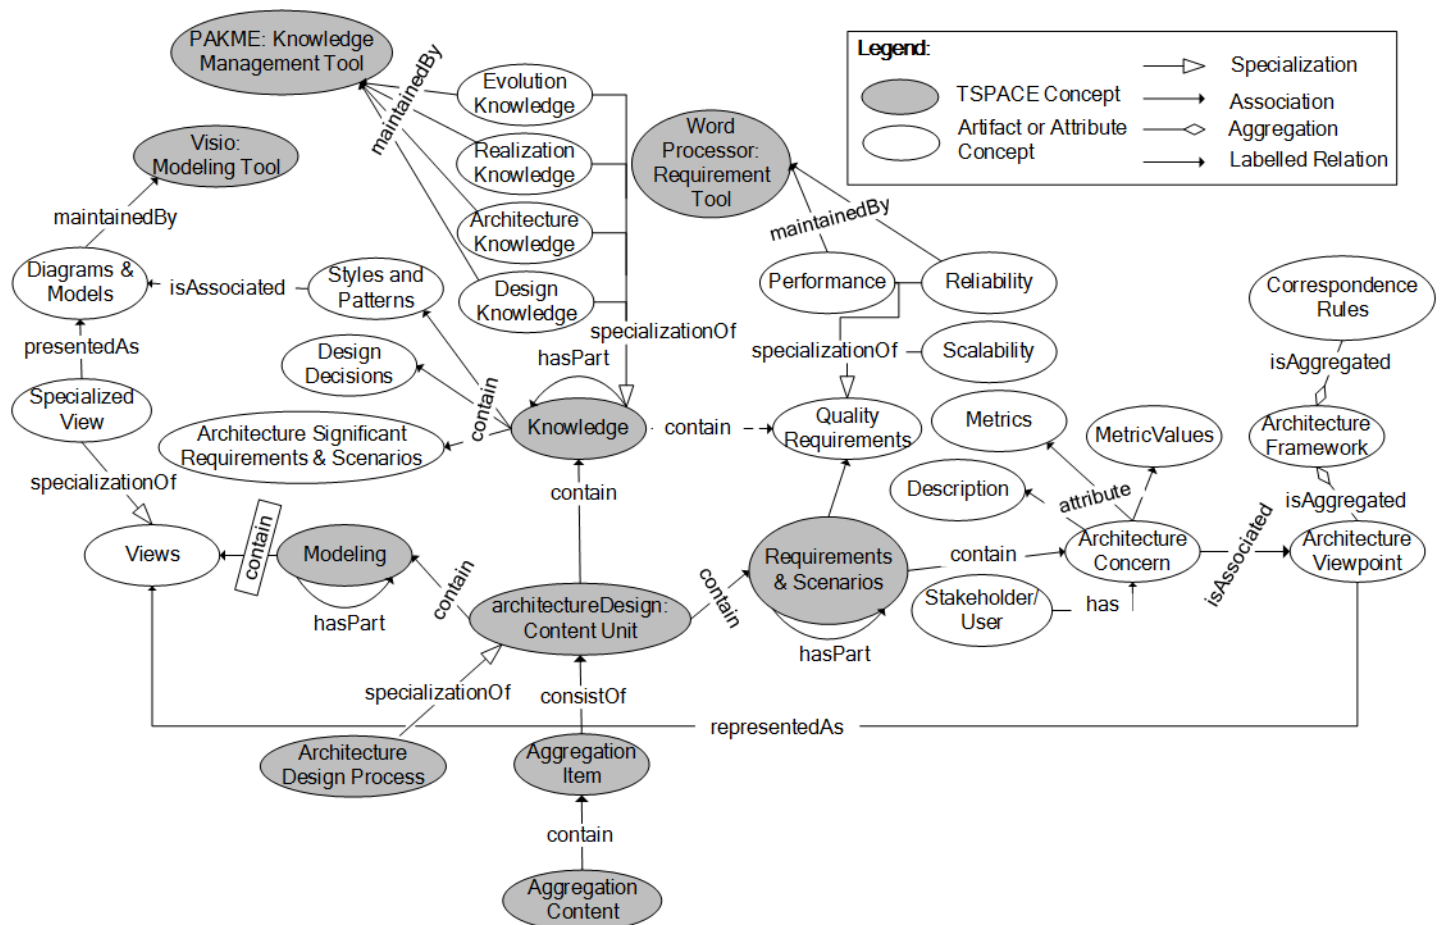 PAKME: Knowledge
Management Tool
Legend:
Specialization
TSPACE Concept
Association
Artifact or Attribute
Concept
Aggregation
Labelled Relation
maintainedBy
Evolution
Knowledge
Realization
Knowledge
Architecture
Knowledge
Design
Knowledge
Word
Processor:
Requirement
Tool
Visio:
Modeling Tool
maintainedBy
maintainedBy
Diagrams &
Models
isAssociated
Styles and
Patterns
Performance
Reliability
Correspondence
Rules
specializationOf
presentedAs
hasPart
Design
Decisions
specializationOf
Scalability
isAggregated
Specialized
View
contain
Knowledge
contain
Quality
Requirements
Metrics
MetricValues
Architecture
Framework
Architecture Significant
Requirements & Scenarios
specializationOf
contain
Description
attribute
isAggregated
contain
Views
Modeling
contain
hasPart
architectureDesign:
Content Unit
contain
Requirements
& Scenarios
contain
hasPart
Architecture
Concern
isAssociated
Architecture
Viewpoint
Stakeholder/
User
has
specializationOf
consistOf
representedAs
Architecture
Design Process
Aggregation
Item
contain
Aggregation
Content